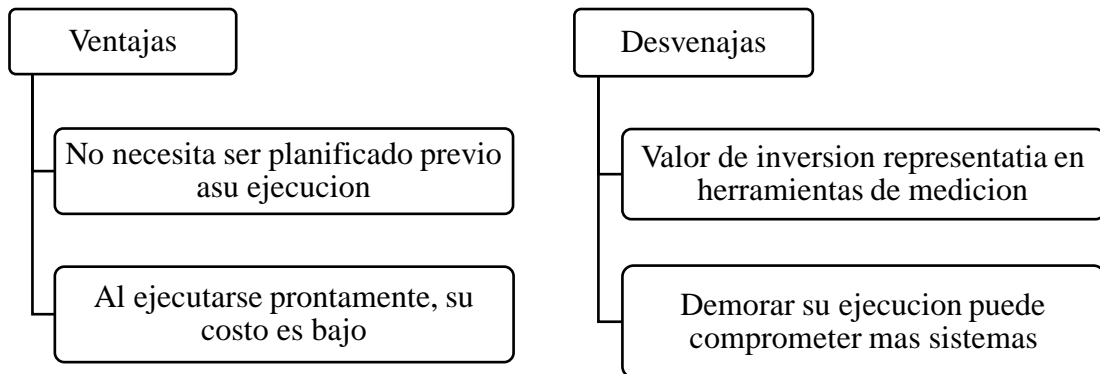 Ventajas
No necesita ser planificado previo
asu ejecucion
Al ejecutarse prontamente, su
costo es bajo
Desvenajas
Valor de inversion representatia en
herramientas de medicion
Demorar su ejecucion puede
comprometer mas sistemas